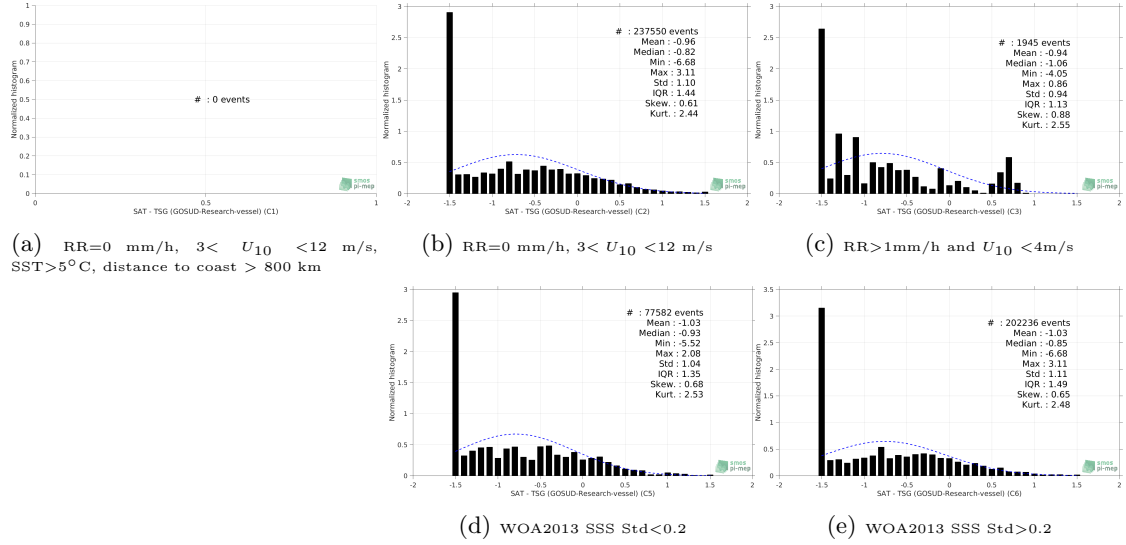 1
0.9
0.8
0.7
0.6
0.5
0.4
0.3
0.2
0.1
0
Normalized histogram
# : 0 events
smos
pi-mep
0 0.5 1
SAT - TSG (GOSUD-Research-vessel) (C1)
(a) RR=0 mm/h, 3< U10 <12 m/s,
SST>5°C, distance to coast > 800 km
3
2.5
2
1.5
1
0.5
0
Normalized histogram
# : 237550 events
Mean : -0.96
Median : -0.82
Min : -6.68
Max : 3.11
Std : 1.10
IQR : 1.44
Skew. : 0.61
Kurt. : 2.44
smos
pi-mep
-2 -1.5 -1 -0.5 0 0.5 1 1.5 2
SAT - TSG (GOSUD-Research-vessel) (C2)
(b) RR=0 mm/h, 3< U10 <12 m/s
3
2.5
2
1.5
1
0.5
0
Normalized histogram
# : 1945 events
Mean : -0.94
Median : -1.06
Min : -4.05
Max : 0.86
Std : 0.94
IQR : 1.13
Skew. : 0.88
Kurt. : 2.55
smos
pi-mep
-2 -1.5 -1 -0.5 0 0.5 1 1.5 2
SAT - TSG (GOSUD-Research-vessel) (C3)
(c) RR>1mm/h and U10 <4m/s
3
2.5
2
1.5
1
0.5
0
Normalized histogram
# : 77582 events
Mean : -1.03
Median : -0.93
Min : -5.52
Max : 2.08
Std : 1.04
IQR : 1.35
Skew. : 0.68
Kurt. : 2.53
smos
pi-mep
-2 -1.5 -1 -0.5 0 0.5 1 1.5 2
SAT - TSG (GOSUD-Research-vessel) (C5)
(d) WOA2013 SSS Std<0.2
3.5
3
2.5
2
1.5
1
0.5
0
Normalized histogram
# : 202236 events
Mean : -1.03
Median : -0.85
Min : -6.68
Max : 3.11
Std : 1.11
IQR : 1.49
Skew. : 0.65
Kurt. : 2.48
smos
pi-mep
-2 -1.5 -1 -0.5 0 0.5 1 1.5 2
SAT - TSG (GOSUD-Research-vessel) (C6)
(e) WOA2013 SSS Std>0.2